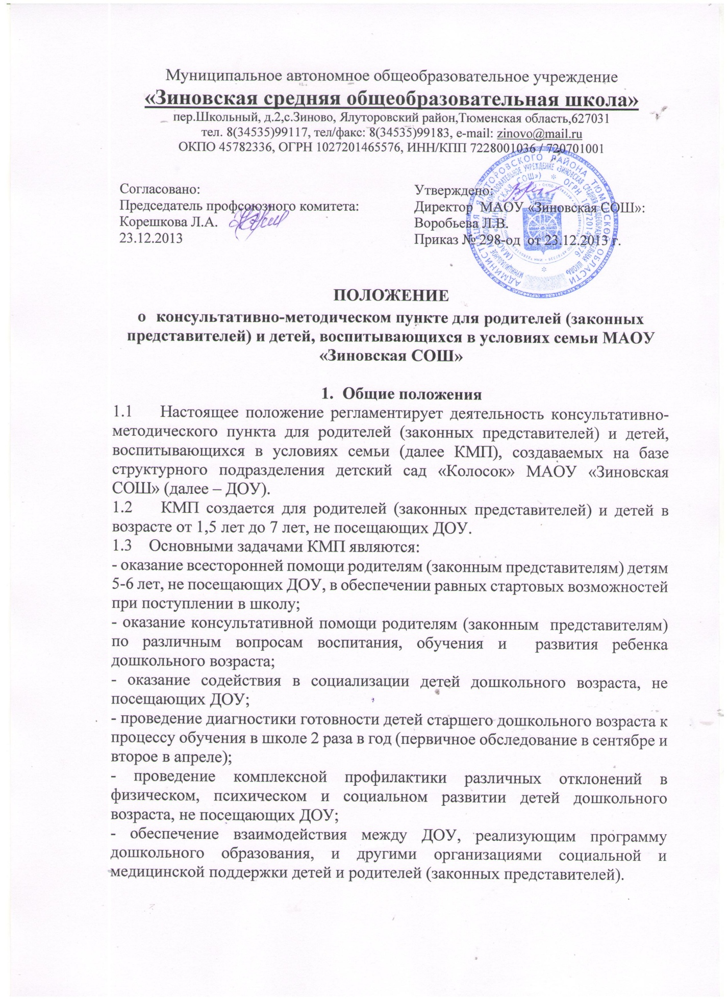 Муниципальное автономное общеобразовательное учреждение
«Зиновская средняя общеобразовательная школа»
пер.Школьный, д.2,с.Зиново, Ялуторовский район,Тюменская область,627031
тел. 8(34535)99117, тел/факс: 8(34535)99183, e-mail: zinovo@mail.ru
ОКПО 45782336, ОГРН 1027201465576, ИНН/КПП 7228001036 / 720701001
Согласовано:
Председатель профсоюзного комитета:
Корешкова Л.А.
23.12.2013
Утверждено:
Директор МАОУ «Зиновская СОШ»:
Воробьева Л.В.
Приказ № 298-од от 23.12.2013 г.
АДМИНИСТРАЦИЯ ЯЛУТОРОВСКОГО РАЙОНА ТЮМЕНСКОЙ ОБЛАСТИ
ПОЛОЖЕНИЕ
о консультативно-методическом пункте для родителей (законных
представителей) и детей, воспитывающихся в условиях семьи МАОУ
«Зиновская СОШ»
1. Общие положения
1.1 Настоящее положение регламентирует деятельность консультативно-
методического пункта для родителей (законных представителей) и детей,
воспитывающихся в условиях семьи (далее КМП), создаваемых на базе
структурного подразделения детский сад «Колосок» МАОУ «Зиновская
СОШ» (далее – ДОУ).
1.2 КМП создается для родителей (законных представителей) и детей в
возрасте от 1,5 лет до 7 лет, не посещающих ДОУ.
1.3 Основными задачами КМП являются:
- оказание всесторонней помощи родителям (законным представителям) детям
5-6 лет, не посещающих ДОУ, в обеспечении равных стартовых возможностей
при поступлении в школу;
- оказание консультативной помощи родителям (законным представителям)
по различным вопросам воспитания, обучения и развития ребенка
дошкольного возраста;
- оказание содействия в социализации детей дошкольного возраста, не
посещающих ДОУ;
- проведение диагностики готовности детей старшего дошкольного возраста к
процессу обучения в школе 2 раза в год (первичное обследование в сентябре и
второе в апреле);
- проведение комплексной профилактики различных отклонений в
физическом, психическом и социальном развитии детей дошкольного
возраста, не посещающих ДОУ;
- обеспечение взаимодействия между ДОУ, реализующим программу
дошкольного образования, и другими организациями социальной и
медицинской поддержки детей и родителей (законных представителей).